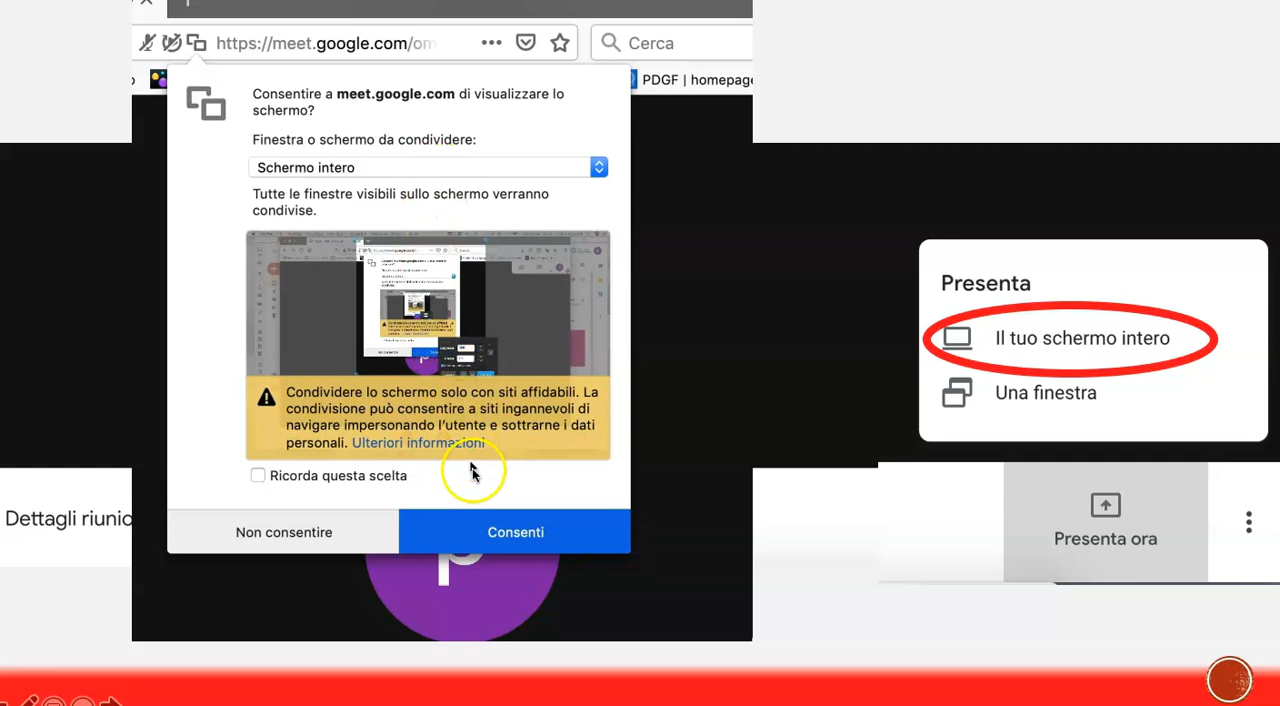 https://meet.google.com/om
Cerca
PDGF | homepage
Consentire a meet.google.com di visualizzare lo
schermo?
Finestra o schermo da condividere:
Schermo intero
Tutte le finestre visibili sullo schermo verranno
condivise.
Condividere lo schermo solo con siti affidabili. La
condivisione può consentire a siti ingannevoli di
navigare impersonando l'utente e sottrarne i dati
personali. Ulteriori informazioni
Ricorda questa scelta
Non consentire
Consenti
Dettagli riunio
P
Presenta
Il tuo schermo intero
Una finestra
Presenta ora